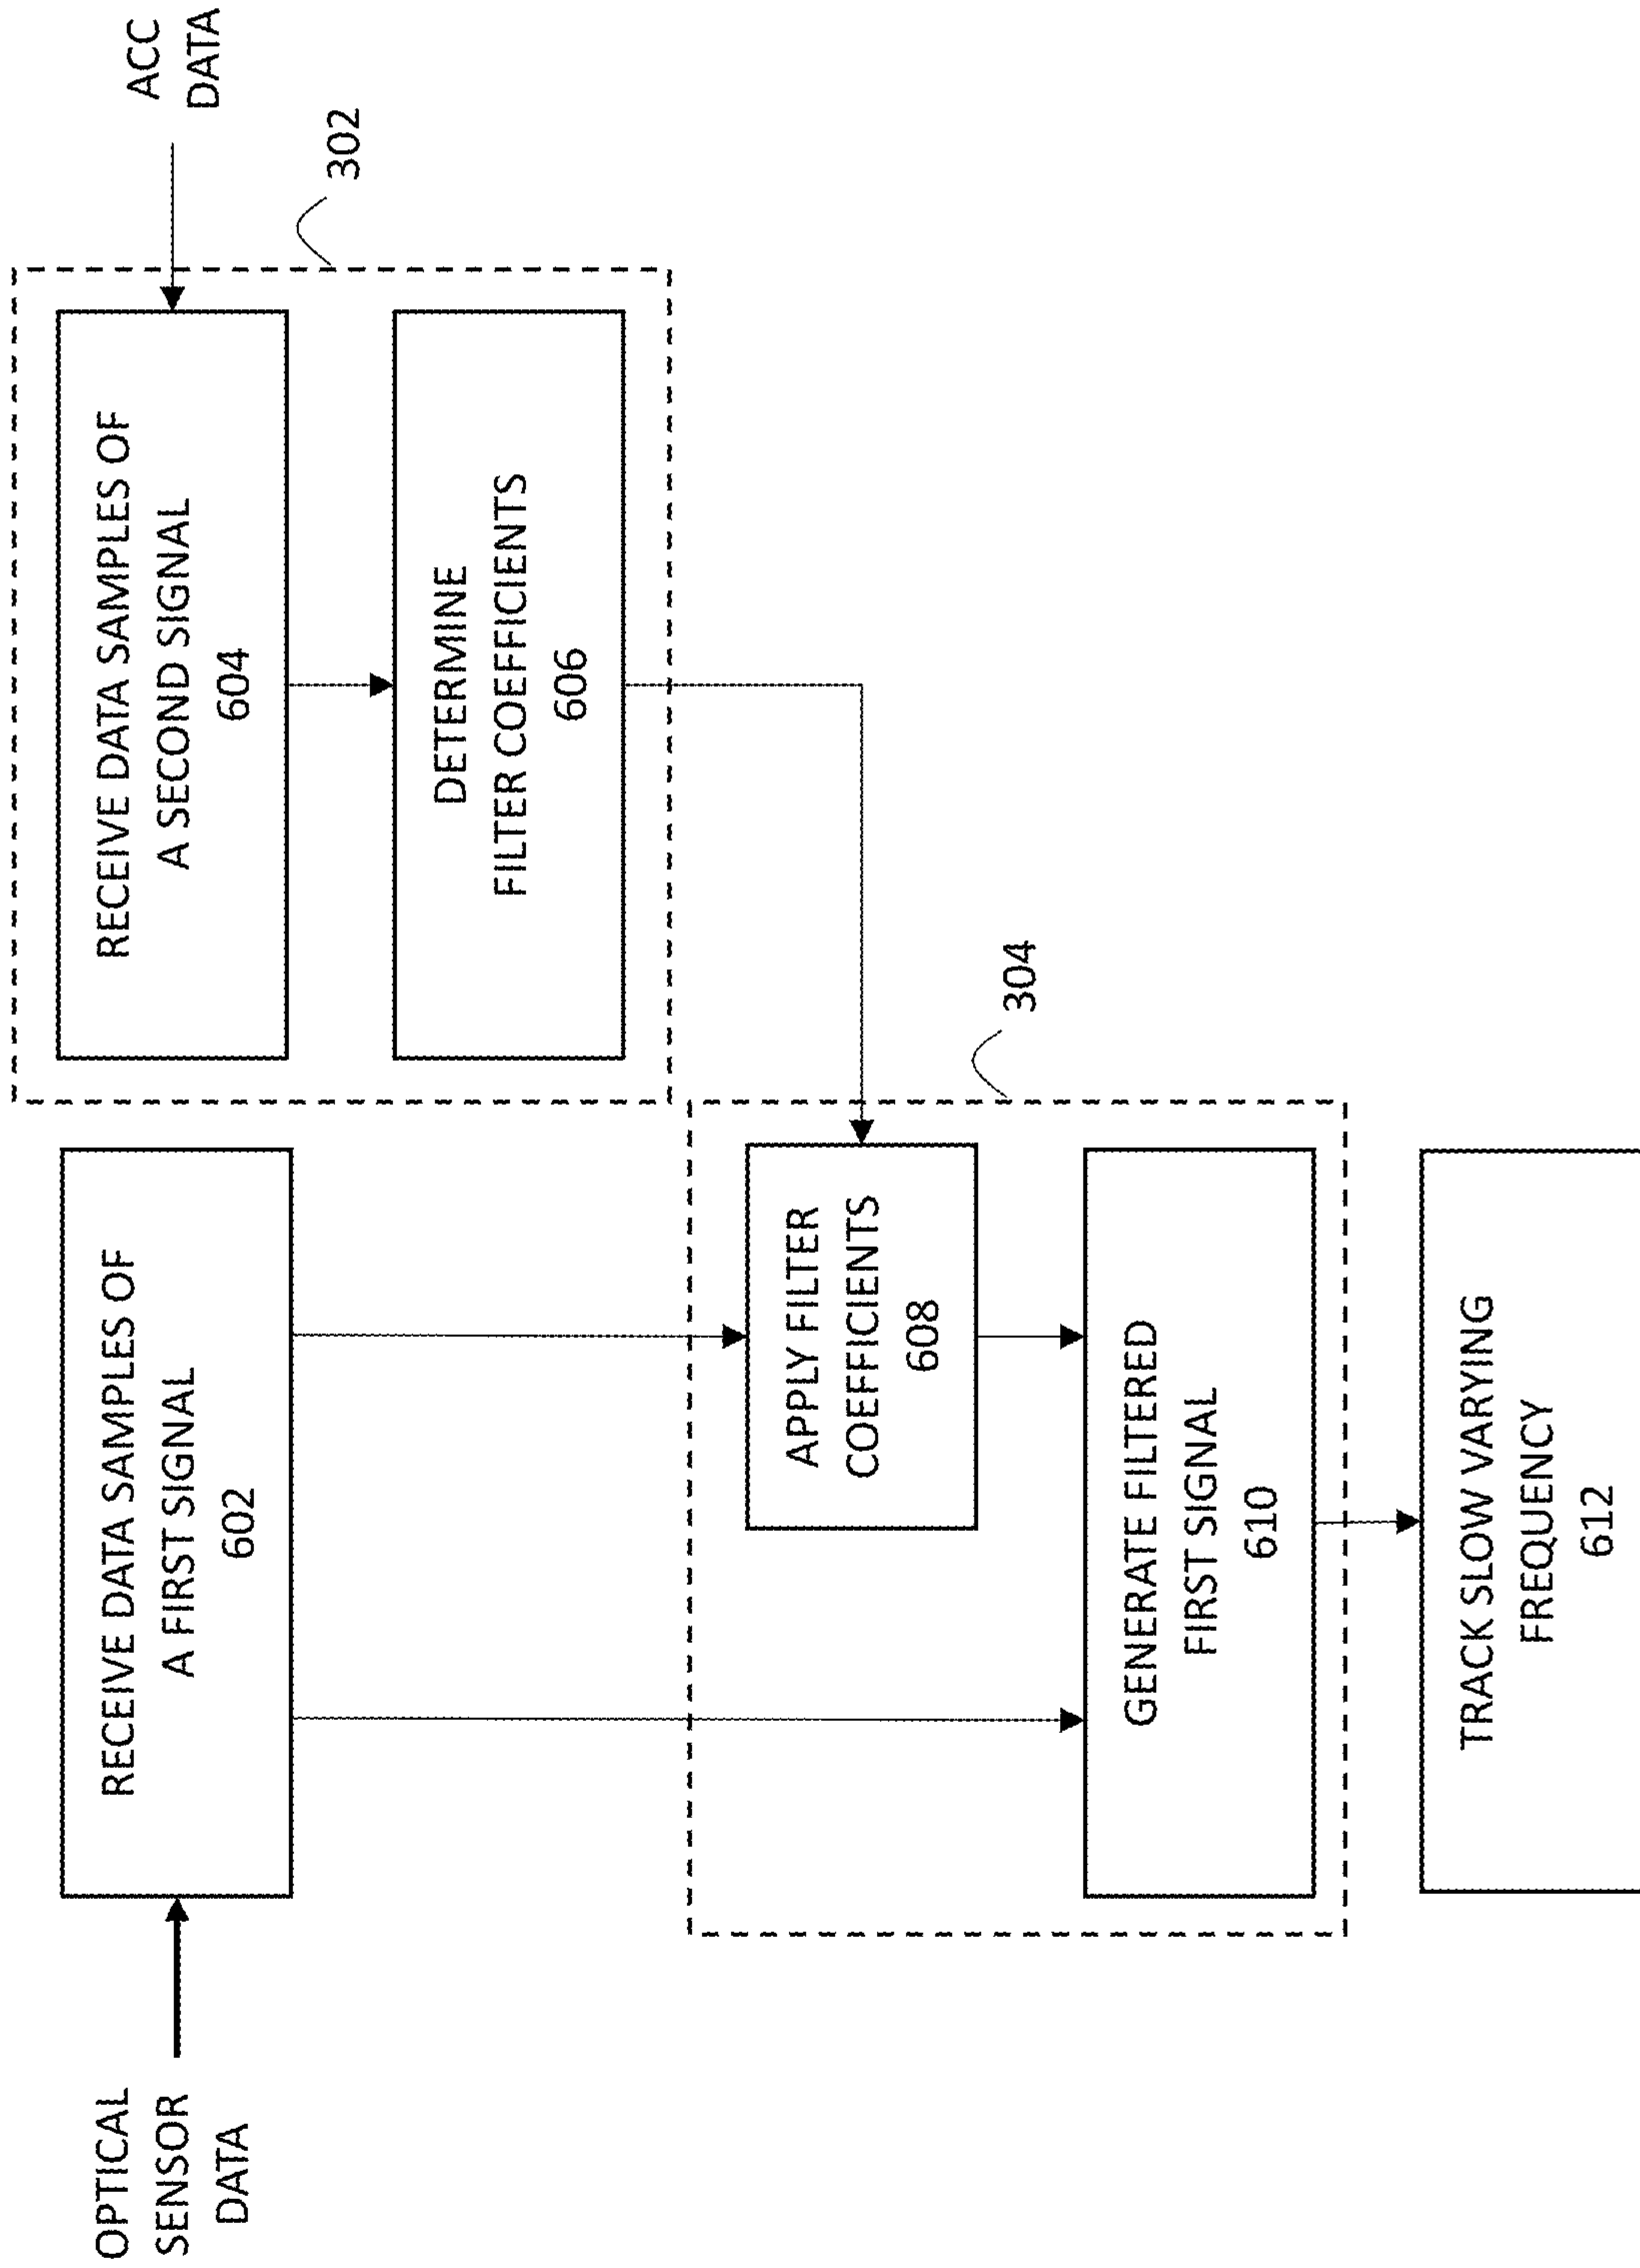 OPTICAL
SENSOR
DATA
RECEIVE DATA SAMPLES OF
A FIRST SIGNAL
602
RECEIVE DATA SAMPLES OF
A SECOND SIGNAL
604
ACC
DATA
302
DETERMINE
FILTER COEFFICIENTS
606
APPLY FILTER
COEFFICIENTS
608
304
GENERATE FILTERED
FIRST SIGNAL
610
TRACK SLOW VARYING
FREQUENCY
612